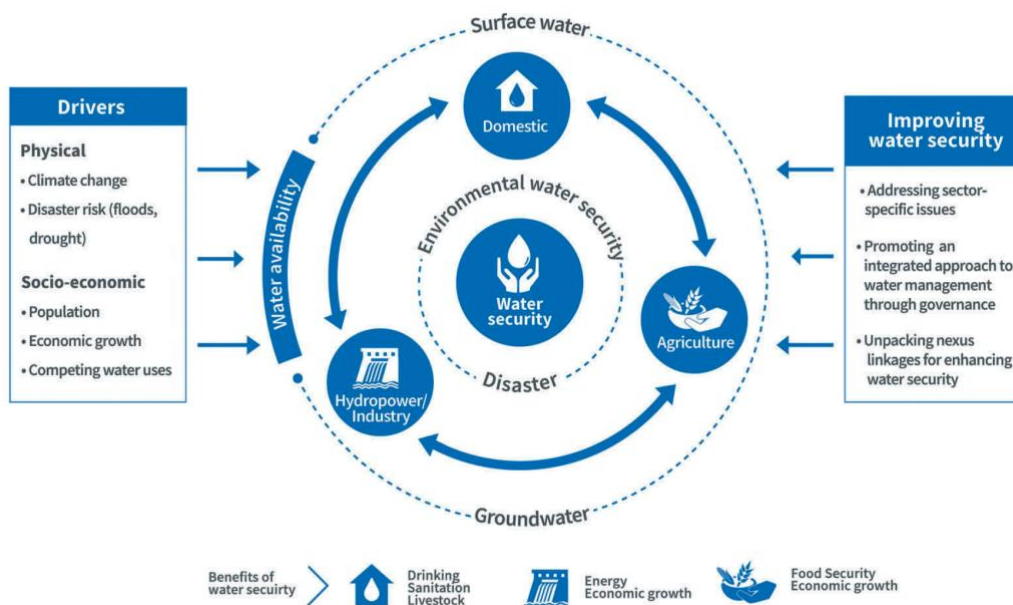 Surface water
Drivers
Physical
• Climate change
• Disaster risk (floods,
drought)
Socio-economic
• Population
• Economic growth
• Competing water uses
Water availability
Domestic
Environmental water security
Water
security
Disaster
Agriculture
Hydropower/
Industry
Groundwater
Improving
water security
• Addressing sector-
specific issues
• Promoting an
integrated approach to
water management
through governance
• Unpacking nexus
linkages for enhancing
water security
Benefits of
water secuirty
Drinking
Sanitation
Livestock
Energy
Economic growth
Food Security
Economic growth